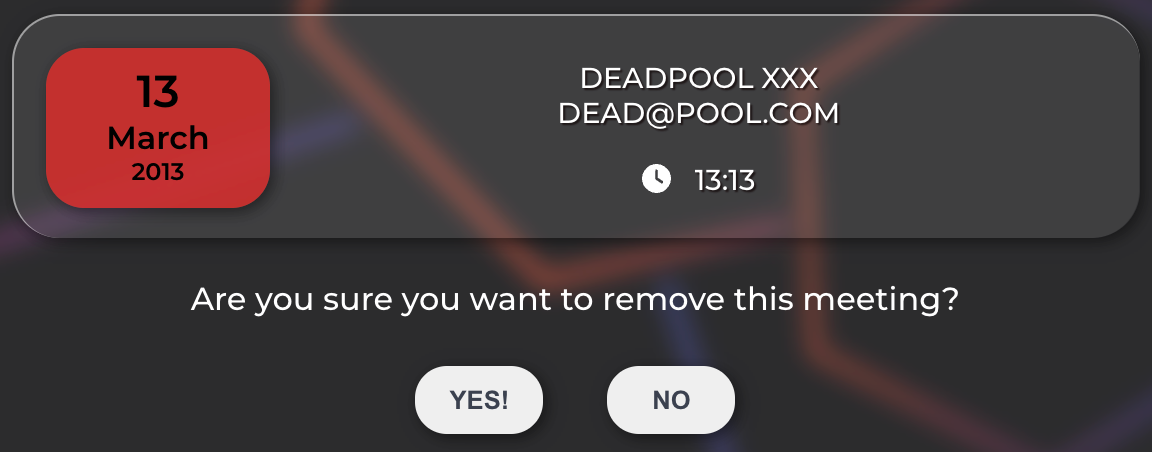 13
March
2013
DEADPOOL XXX
DEAD@POOL.COM
13:13
Are you sure you want to remove this meeting?
YES!
NO